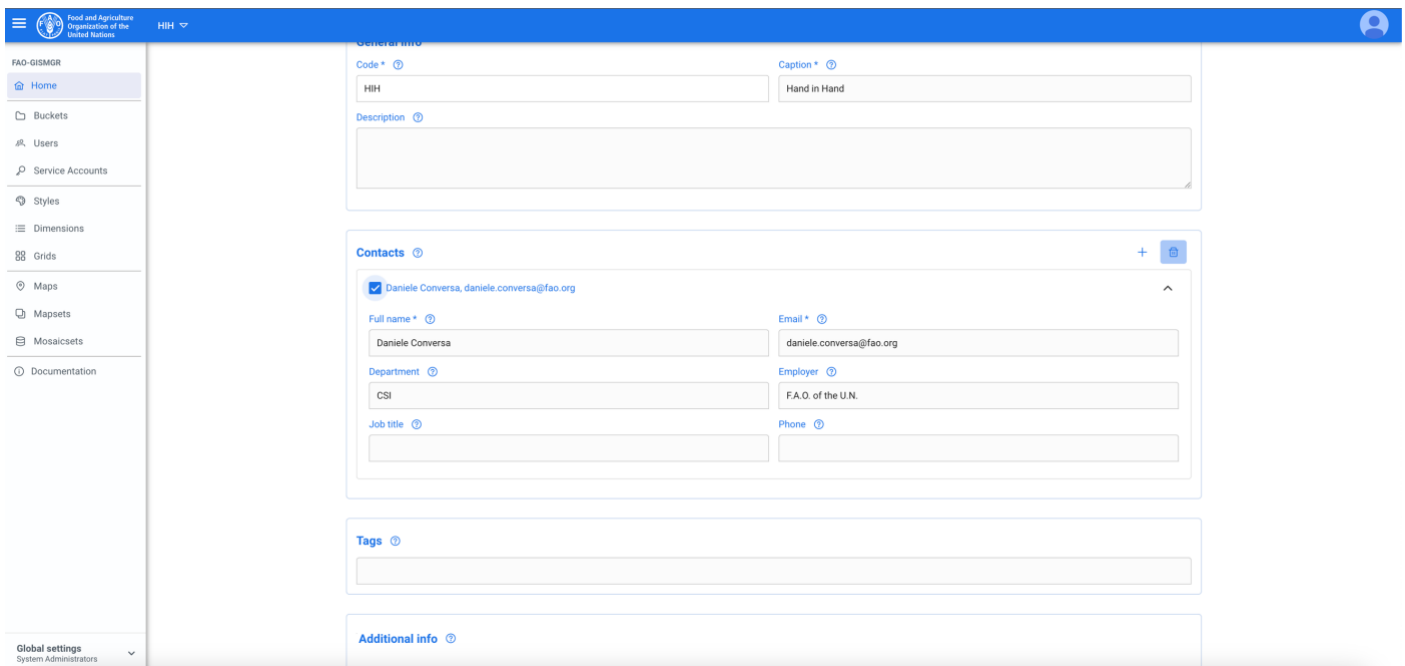 Food and Agriculture
Organization of the
United Nations
HIH
FAO-GISMGR
Home
Buckets
Users
Service Accounts
Styles
Dimensions
Grids
Maps
Mapsets
Mosaicsets
Documentation
Global settings
System Administrators
General info
Code *
Caption *
HIH
Hand in Hand
Description
Contacts
Daniele Conversa, daniele.conversa@fao.org
Full name *
Email *
Daniele Conversa
daniele.conversa@fao.org
Department
Employer
CSI
F.A.O. of the U.N.
Job title
Phone
Tags
Additional info